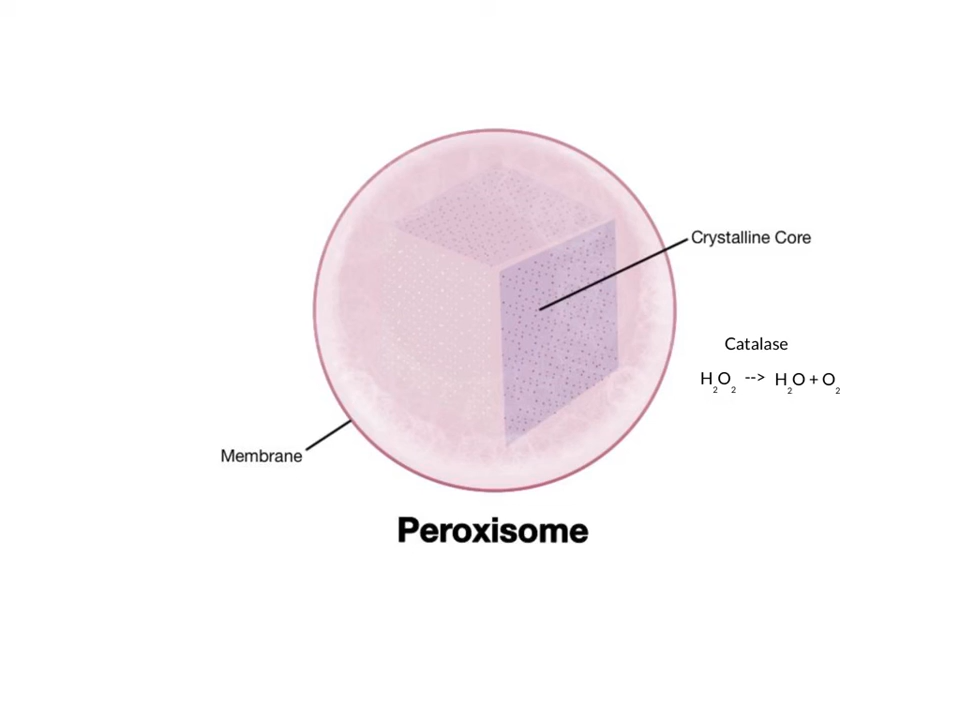 Crystalline Core
Catalase
H₂O₂ --> H₂O + O₂
Membrane
Peroxisome